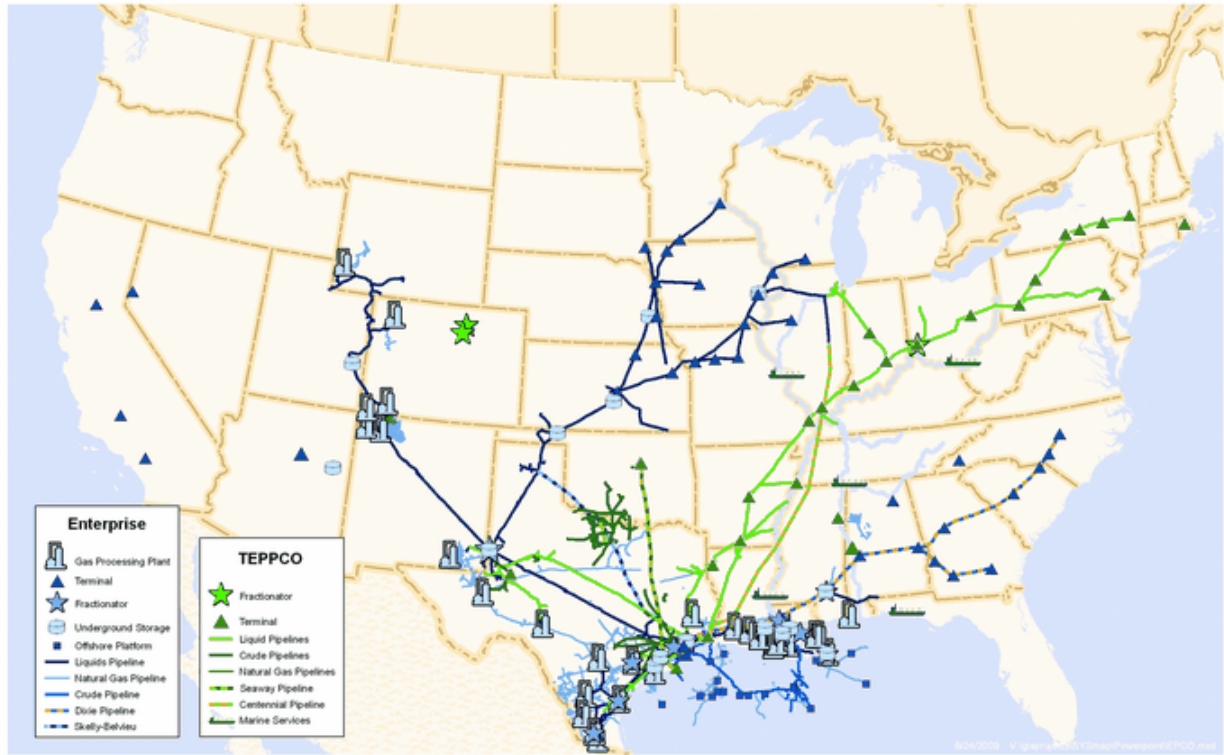 Enterprise
Gas Processing Plant
Terminal
Fractionator
Underground Storage
Offshore Platform
Liquids Pipeline
Natural Gas Pipeline
Crude Pipeline
Dixie Pipeline
Skelly-Belvieu
TEPPCO
Fractionator
Terminal
Liquid Pipelines
Crude Pipelines
Natural Gas Pipelines
Seaway Pipeline
Centennial Pipeline
Marine Services